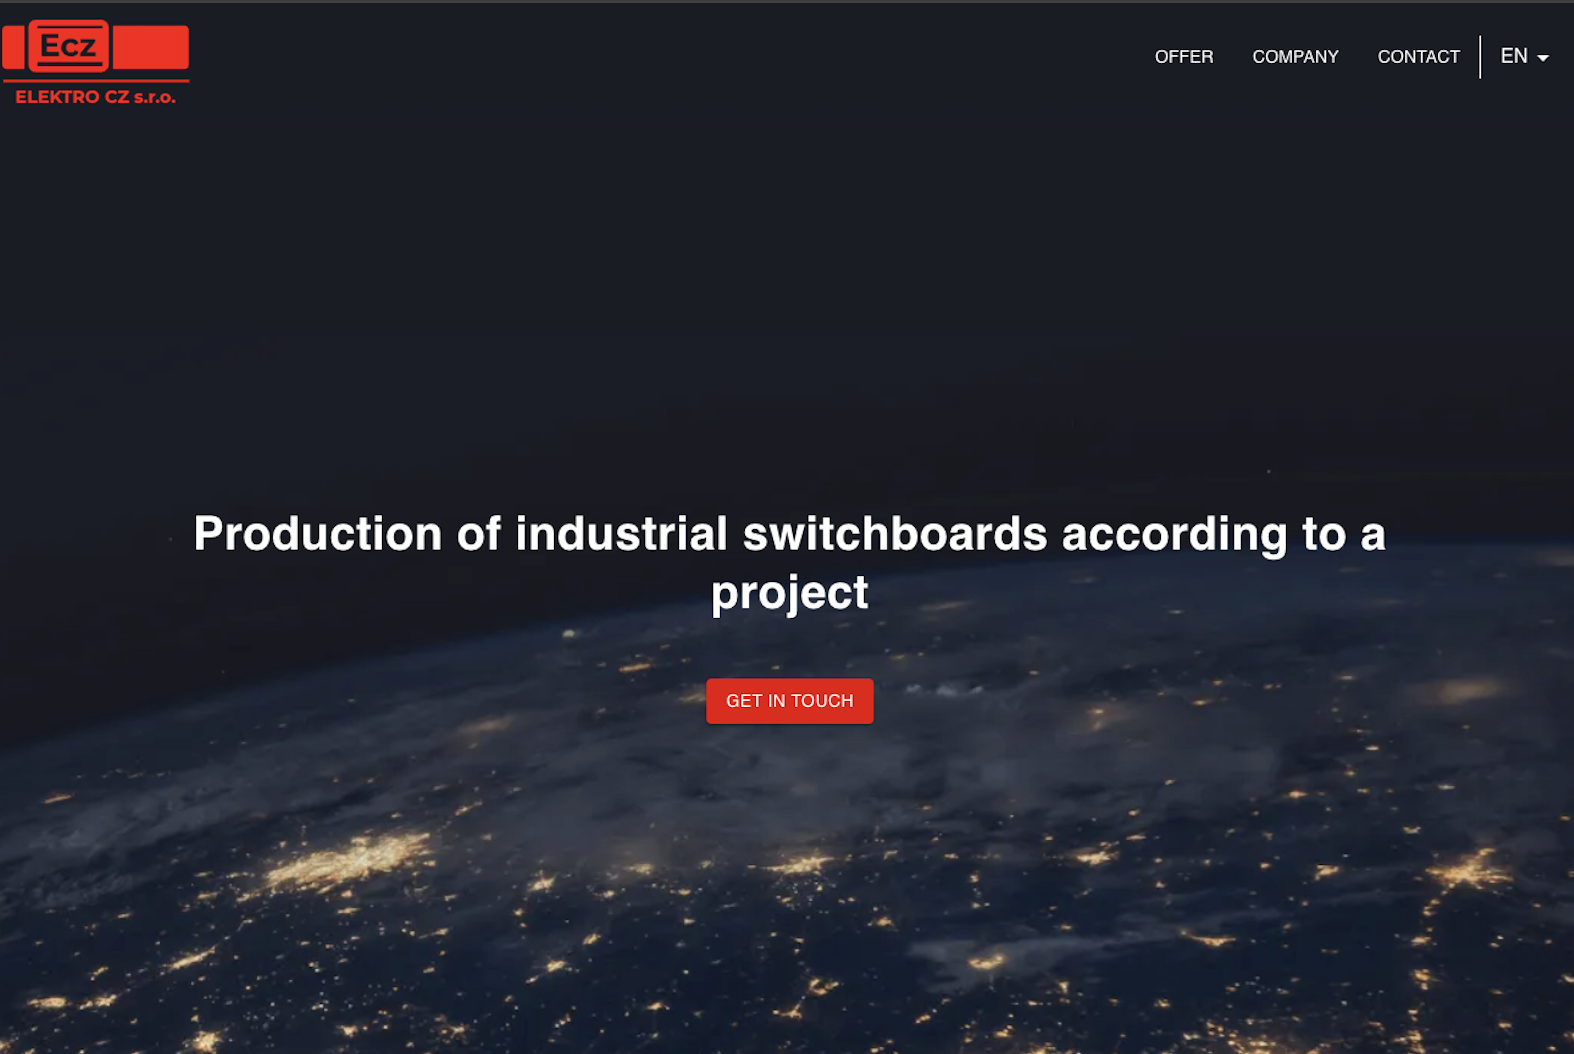 Ecz
ELEKTRO CZ s.r.o.
OFFER
COMPANY
CONTACT
EN
Production of industrial switchboards according to a
project
GET IN TOUCH